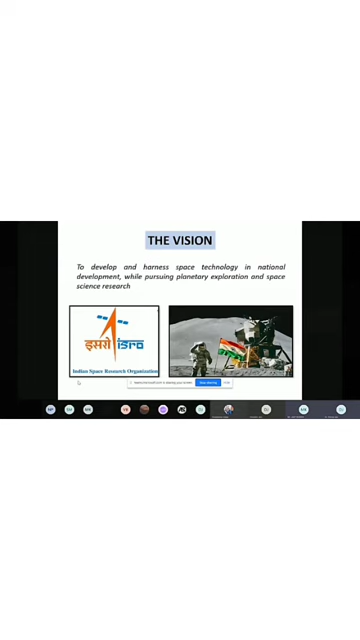 THE VISION
To develop and harness space technology in national
development, while pursuing planetary exploration and space
science research
इसरो isro
Indian Space Research Organization
Stop sharing
Hide